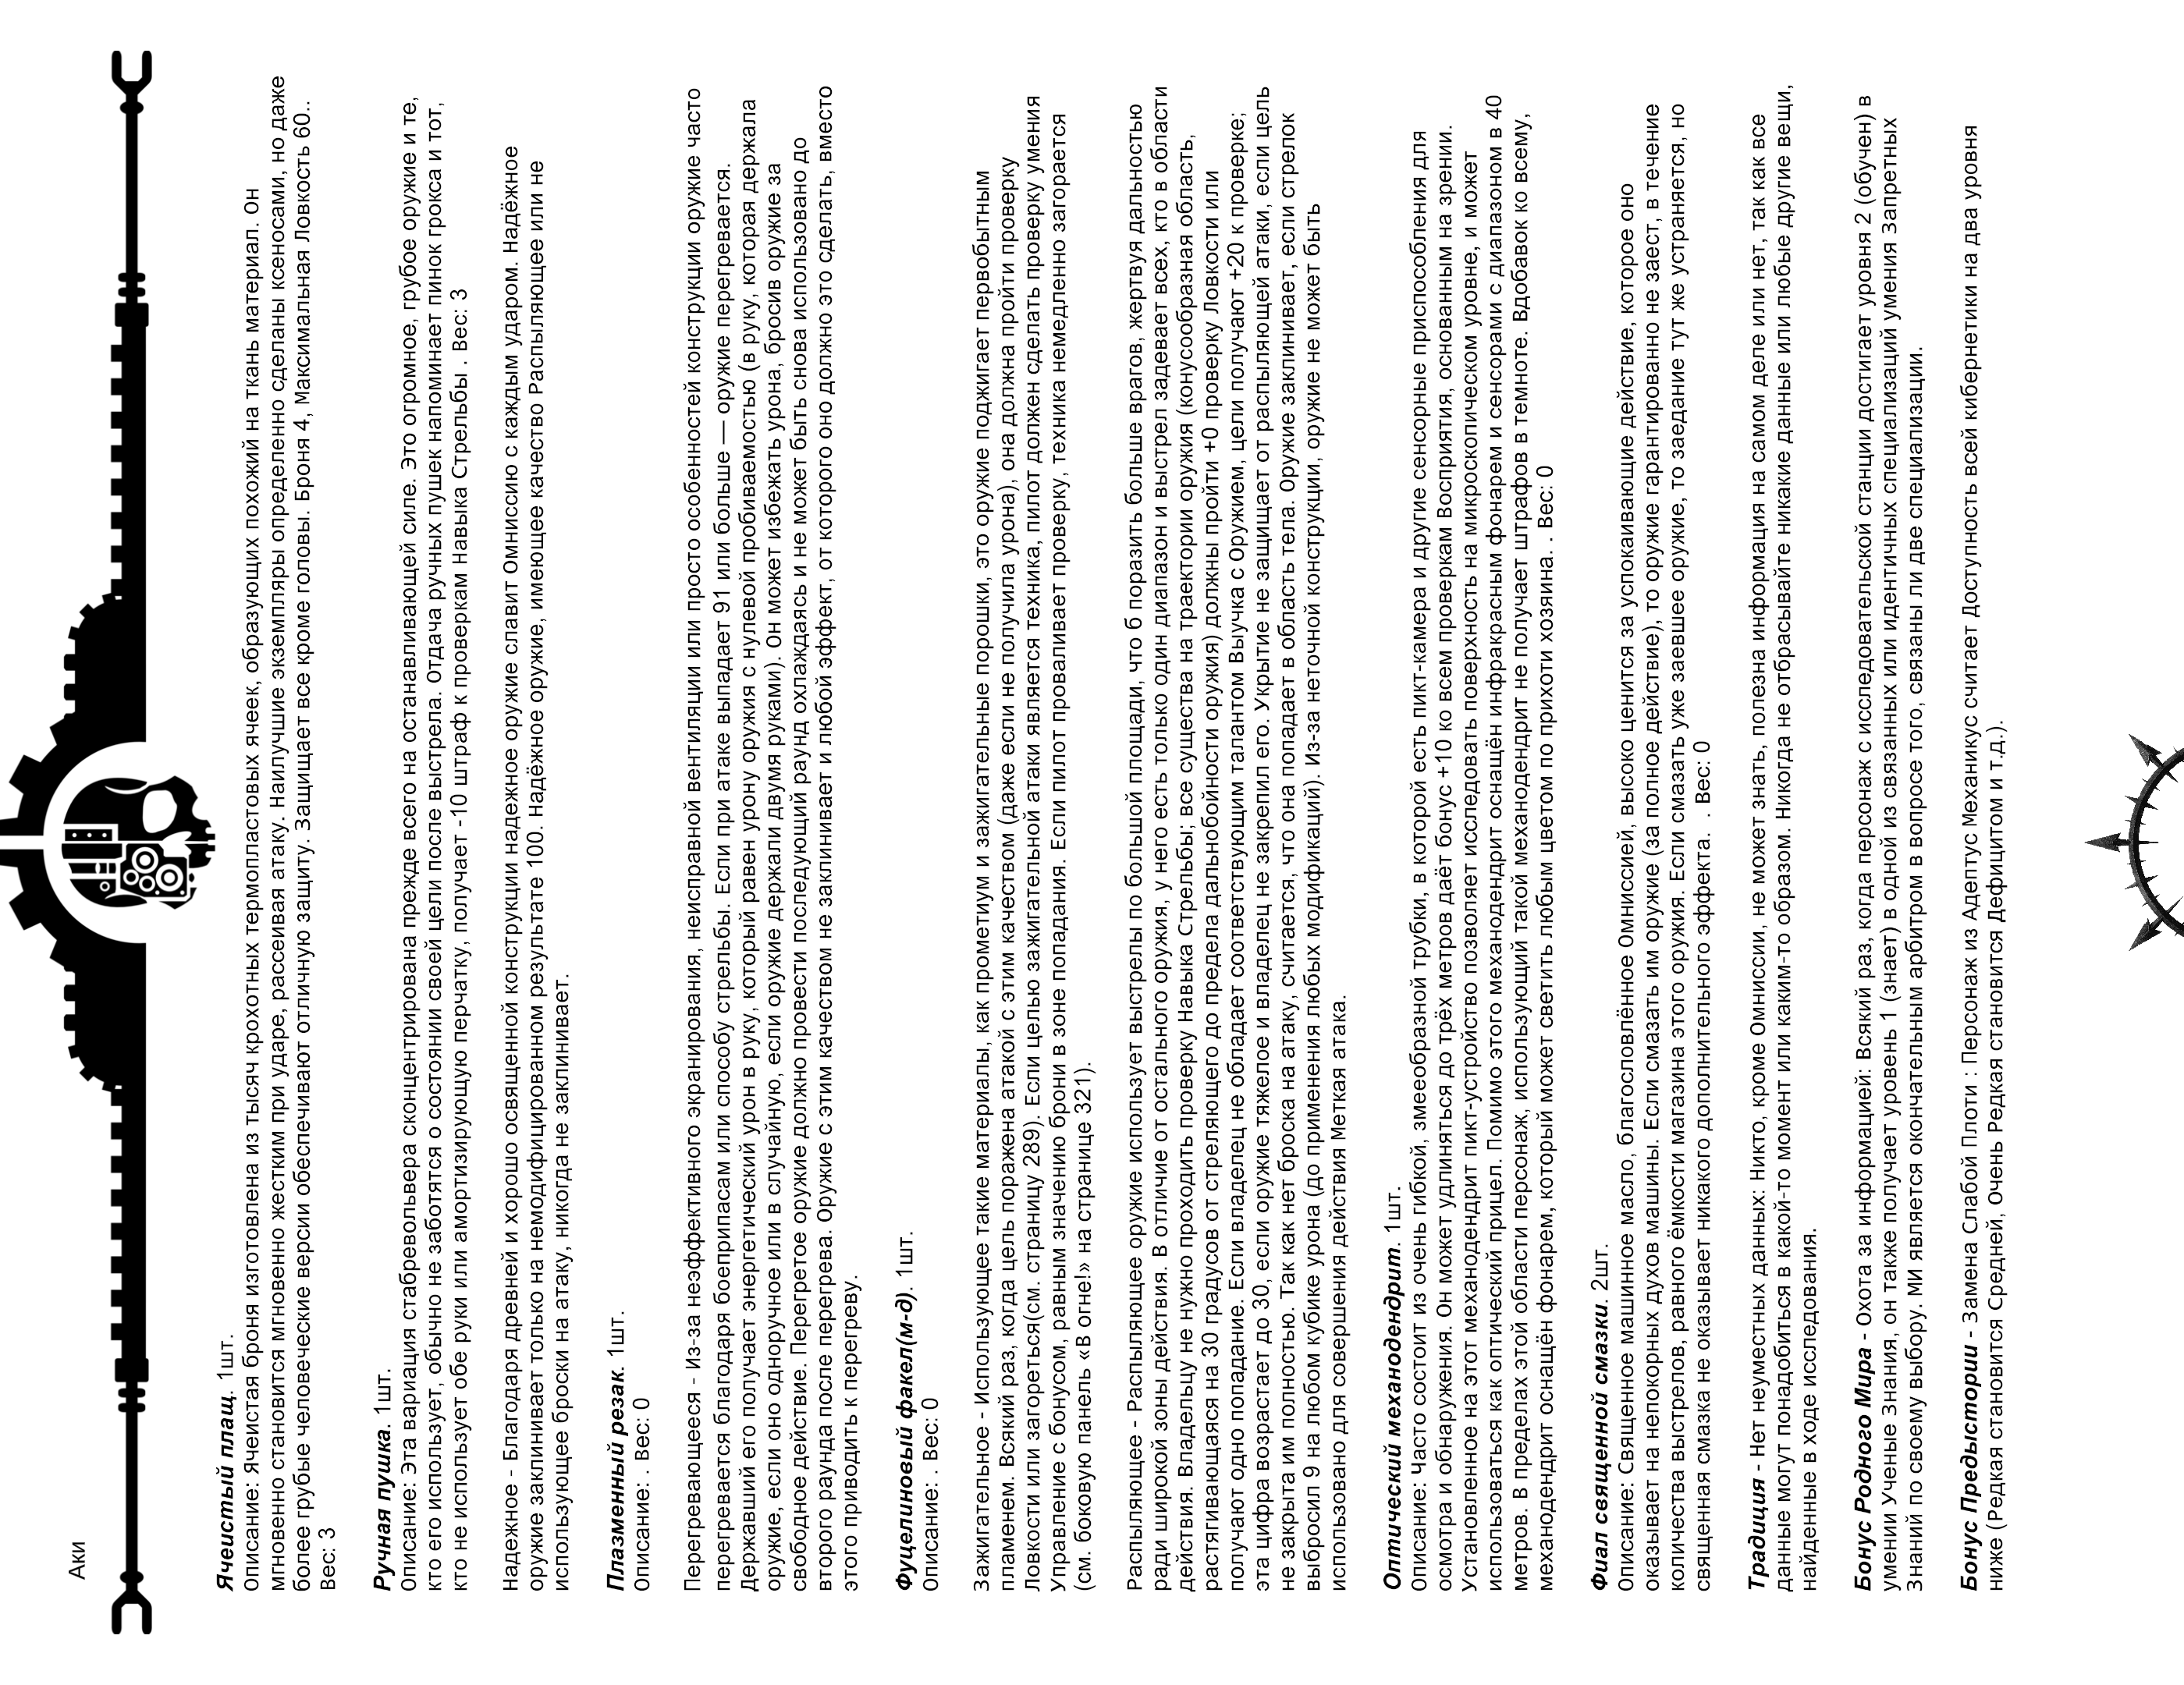 Аки
Ячеистый плащ. 1шт.
Описание: Ячеистая броня изготовлена из тысяч крохотных термопластовых ячеек, образующих похожий на ткань материал. Он
мгновенно становится мгновенно жестким при ударе, рассеивая атаку. Наилучшие экземпляры определенно сделаны ксеносами, но даже
более грубые человеческие версии обеспечивают отличную защиту. Защищает все кроме головы. Броня 4, Максимальная Ловкость 60..
Вес: 3
Ручная пушка. 1шт.
Описание: Эта вариация стабревольвера сконцентрирована прежде всего на останавливающей силе. Это огромное, грубое оружие и те,
кто его использует, обычно не заботятся о состоянии своей цели после выстрела. Отдача ручных пушек напоминает пинок грокса и тот,
кто не использует обе руки или амортизирующую перчатку, получает -10 штраф к проверкам Навыка Стрельбы . Вес: 3
Надежное - Благодаря древней и хорошо освященной конструкции надежное оружие славит Омниссию с каждым ударом. Надёжное
оружие заклинивает только на немодифицированном результате 100. Надёжное оружие, имеющее качество Распыляющее или не
использующее броски на атаку, никогда не заклинивает.
Плазменный резак. 1шт.
Описание: . Вес: 0
Перегревающееся - Из-за неэффективного экранирования, неисправной вентиляции или просто особенностей конструкции оружие часто
перегревается благодаря боеприпасам или способу стрельбы. Если при атаке выпадает 91 или больше — оружие перегревается.
Державший его получает энергетический урон в руку, который равен урону оружия с нулевой пробиваемостью (в руку, которая держала
оружие, если оно одноручное или в случайную, если оружие держали двумя руками). Он может избежать урона, бросив оружие за
свободное действие. Перегретое оружие должно провести последующий раунд охлаждаясь и не может быть снова использовано до
второго раунда после перегрева. Оружие с этим качеством не заклинивает и любой эффект, от которого оно должно это сделать, вместо
этого приводить к перегреву.
Фуцелиновый факел(м-д). 1шт.
Описание: . Вес: 0
Зажигательное - Использующее такие материалы, как прометиум и зажигательные порошки, это оружие поджигает первобытным
пламенем. Всякий раз, когда цель поражена атакой с этим качеством (даже если не получила урона), она должна пройти проверку
Ловкости или загореться(см. страницу 289). Если целью зажигательной атаки является техника, пилот должен сделать проверку умения
Управление с бонусом, равным значению брони в зоне попадания. Если пилот проваливает проверку, техника немедленно загорается
(см. боковую панель «В огне!» на странице 321).
Распыляющее - Распыляющее оружие использует выстрелы по большой площади, что б поразить больше врагов, жертвуя дальностью
ради широкой зоны действия. В отличие от остального оружия, у него есть только один диапазон и выстрел задевает всех, кто в области
действия. Владельцу не нужно проходить проверку Навыка Стрельбы; все существа на траектории оружия (конусообразная область,
растягивающаяся на 30 градусов от стреляющего до предела дальнобойности оружия) должны пройти +0 проверку Ловкости или
получают одно попадание. Если владелец не обладает соответствующим талантом Выучка с Оружием, цели получают +20 к проверке;
эта цифра возрастает до 30, если оружие тяжелое и владелец не закрепил его. Укрытие не защищает от распыляющей атаки, если цель
не закрыта им полностью. Так как нет броска на атаку, считается, что она попадает в область тела. Оружие заклинивает, если стрелок
выбросил 9 на любом кубике урона (до применения любых модификаций). Из-за неточной конструкции, оружие не может быть
использовано для совершения действия Меткая атака.
Оптический механодендрит. 1шт.
Описание: Часто состоит из очень гибкой, змееобразной трубки, в которой есть пикт-камера и другие сенсорные приспособления для
осмотра и обнаружения. Он может удлиняться до трёх метров даёт бонус +10 ко всем проверкам Восприятия, основанным на зрении.
Установленное на этот механодендрит пикт-устройство позволяет исследовать поверхность на микроскопическом уровне, и может
использоваться как оптический прицел. Помимо этого механодендрит оснащён инфракрасным фонарем и сенсорами с диапазоном в 40
метров. В пределах этой области персонаж, использующий такой механодендрит не получает штрафов в темноте. Вдобавок ко всему,
механодендрит оснащён фонарем, который может светить любым цветом по прихоти хозяина. . Вес: 0
Фиал священной смазки. 2шт.
Описание: Священное машинное масло, благословлённое Омниссией, высоко ценится за успокаивающие действие, которое оно
оказывает на непокорных духов машины. Если смазать им оружие (за полное действие), то оружие гарантированно не заест, в течение
количества выстрелов, равного ёмкости магазина этого оружия. Если смазать уже заевшее оружие, то заедание тут же устраняется, но
священная смазка не оказывает никакого дополнительного эффекта. . Вес: 0
Традиция - Нет неуместных данных: Никто, кроме Омниссии, не может знать, полезна информация на самом деле или нет, так как все
данные могут понадобиться в какой-то момент или каким-то образом. Никогда не отбрасывайте никакие данные или любые другие вещи,
найденные в ходе исследования.
Бонус Родного Мира - Охота за информацией: Всякий раз, когда персонаж с исследовательской станции достигает уровня 2 (обучен) в
умении Ученые Знания, он также получает уровень 1 (знает) в одной из связанных или идентичных специализаций умения Запретных
Знаний по своему выбору. МИ является окончательным арбитром в вопросе того, связаны ли две специализации.
Бонус Предыстории - Замена Слабой Плоти : Персонаж из Адептус Механикус считает Доступность всей кибернетики на два уровня
ниже (Редкая становится Средней, Очень Редкая становится Дефицитом и т.д.).